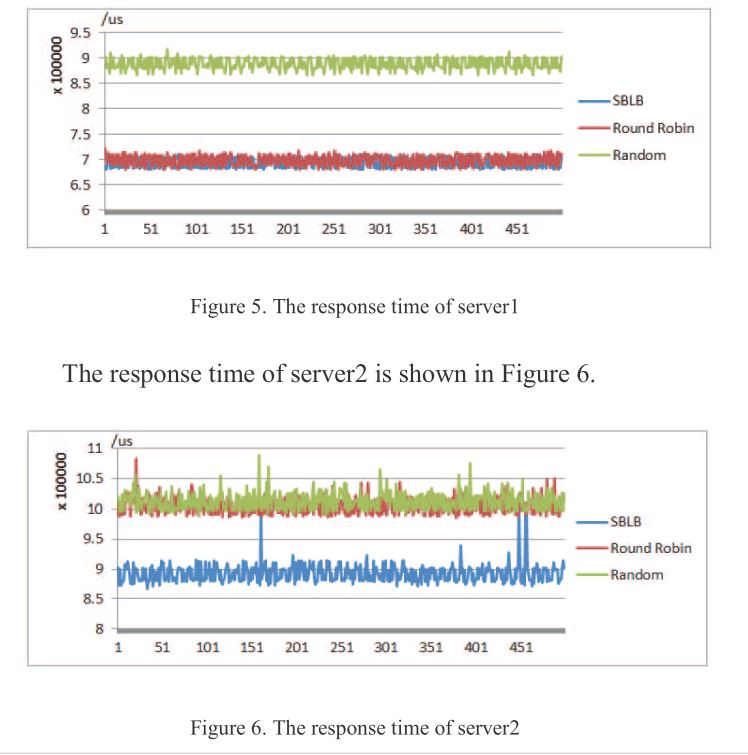 /us
x 100000
9.5
9
8.5
8
7.5
7
6.5
6
1 51 101 151 201 251 301 351 401 451
SBLB
Round Robin
Random
Figure 5. The response time of server1
The response time of server2 is shown in Figure 6.
/us
x 100000
11
10.5
10
9.5
9
8.5
8
1 51 101 151 201 251 301 351 401 451
SBLB
Round Robin
Random
Figure 6. The response time of server2